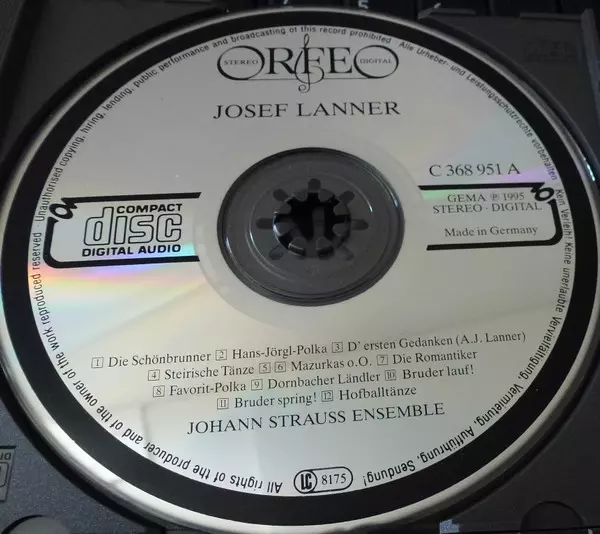 STEREO ORFEO DIGITAL
JOSEF LANNER
C 368 951 A
GEMA ℗ 1995
STEREO · DIGITAL
Made in Germany
COMPACT
disc
DIGITAL AUDIO
1 Die Schönbrunner 2 Hans-Jörgl-Polka 3 D' ersten Gedanken (A.J. Lanner)
4 Steirische Tänze 5 6 Mazurkas o.O. 7 Die Romantiker
8 Favorit-Polka 9 Dornbacher Ländler 10 Bruder lauf!
11 Bruder spring! 12 Hofballtänze
JOHANN STRAUSS ENSEMBLE
LC 8175
All rights of the producer and of the owner of the work reproduced reserved · Unauthorised copying, hiring, lending, public performance and broadcasting of this record prohibited · Alle Urheber- und Leistungsschutzrechte vorbehalten · Kein Verleih! Keine unerlaubte Vervielfältigung, Vermietung, Aufführung, Sendung!